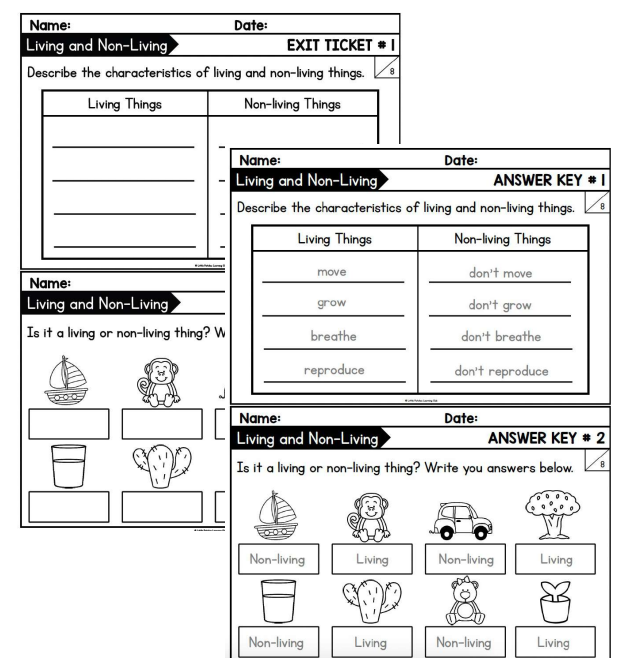 Name: Date:
Living and Non-Living EXIT TICKET # 1
Describe the characteristics of living and non-living things. 8
Living Things Non-living Things
Name:
Living and Non-Living
Is it a living or non-living thing? W
Name: Date:
Living and Non-Living ANSWER KEY # 1
Describe the characteristics of living and non-living things. 8
Living Things Non-living Things
move don't move
grow don't grow
breathe don't breathe
reproduce don't reproduce
Name: Date:
Living and Non-Living ANSWER KEY # 2
Is it a living or non-living thing? Write you answers below. 8
Non-living Living Non-living Living
Non-living Living Non-living Living